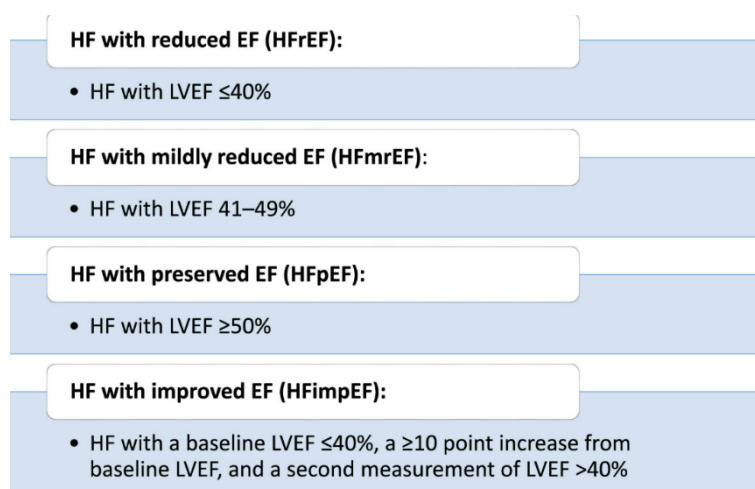 HF with reduced EF (HFrEF):
• HF with LVEF ≤40%
HF with mildly reduced EF (HFmrEF):
• HF with LVEF 41–49%
HF with preserved EF (HFpEF):
• HF with LVEF ≥50%
HF with improved EF (HFimpEF):
• HF with a baseline LVEF ≤40%, a ≥10 point increase from
baseline LVEF, and a second measurement of LVEF >40%